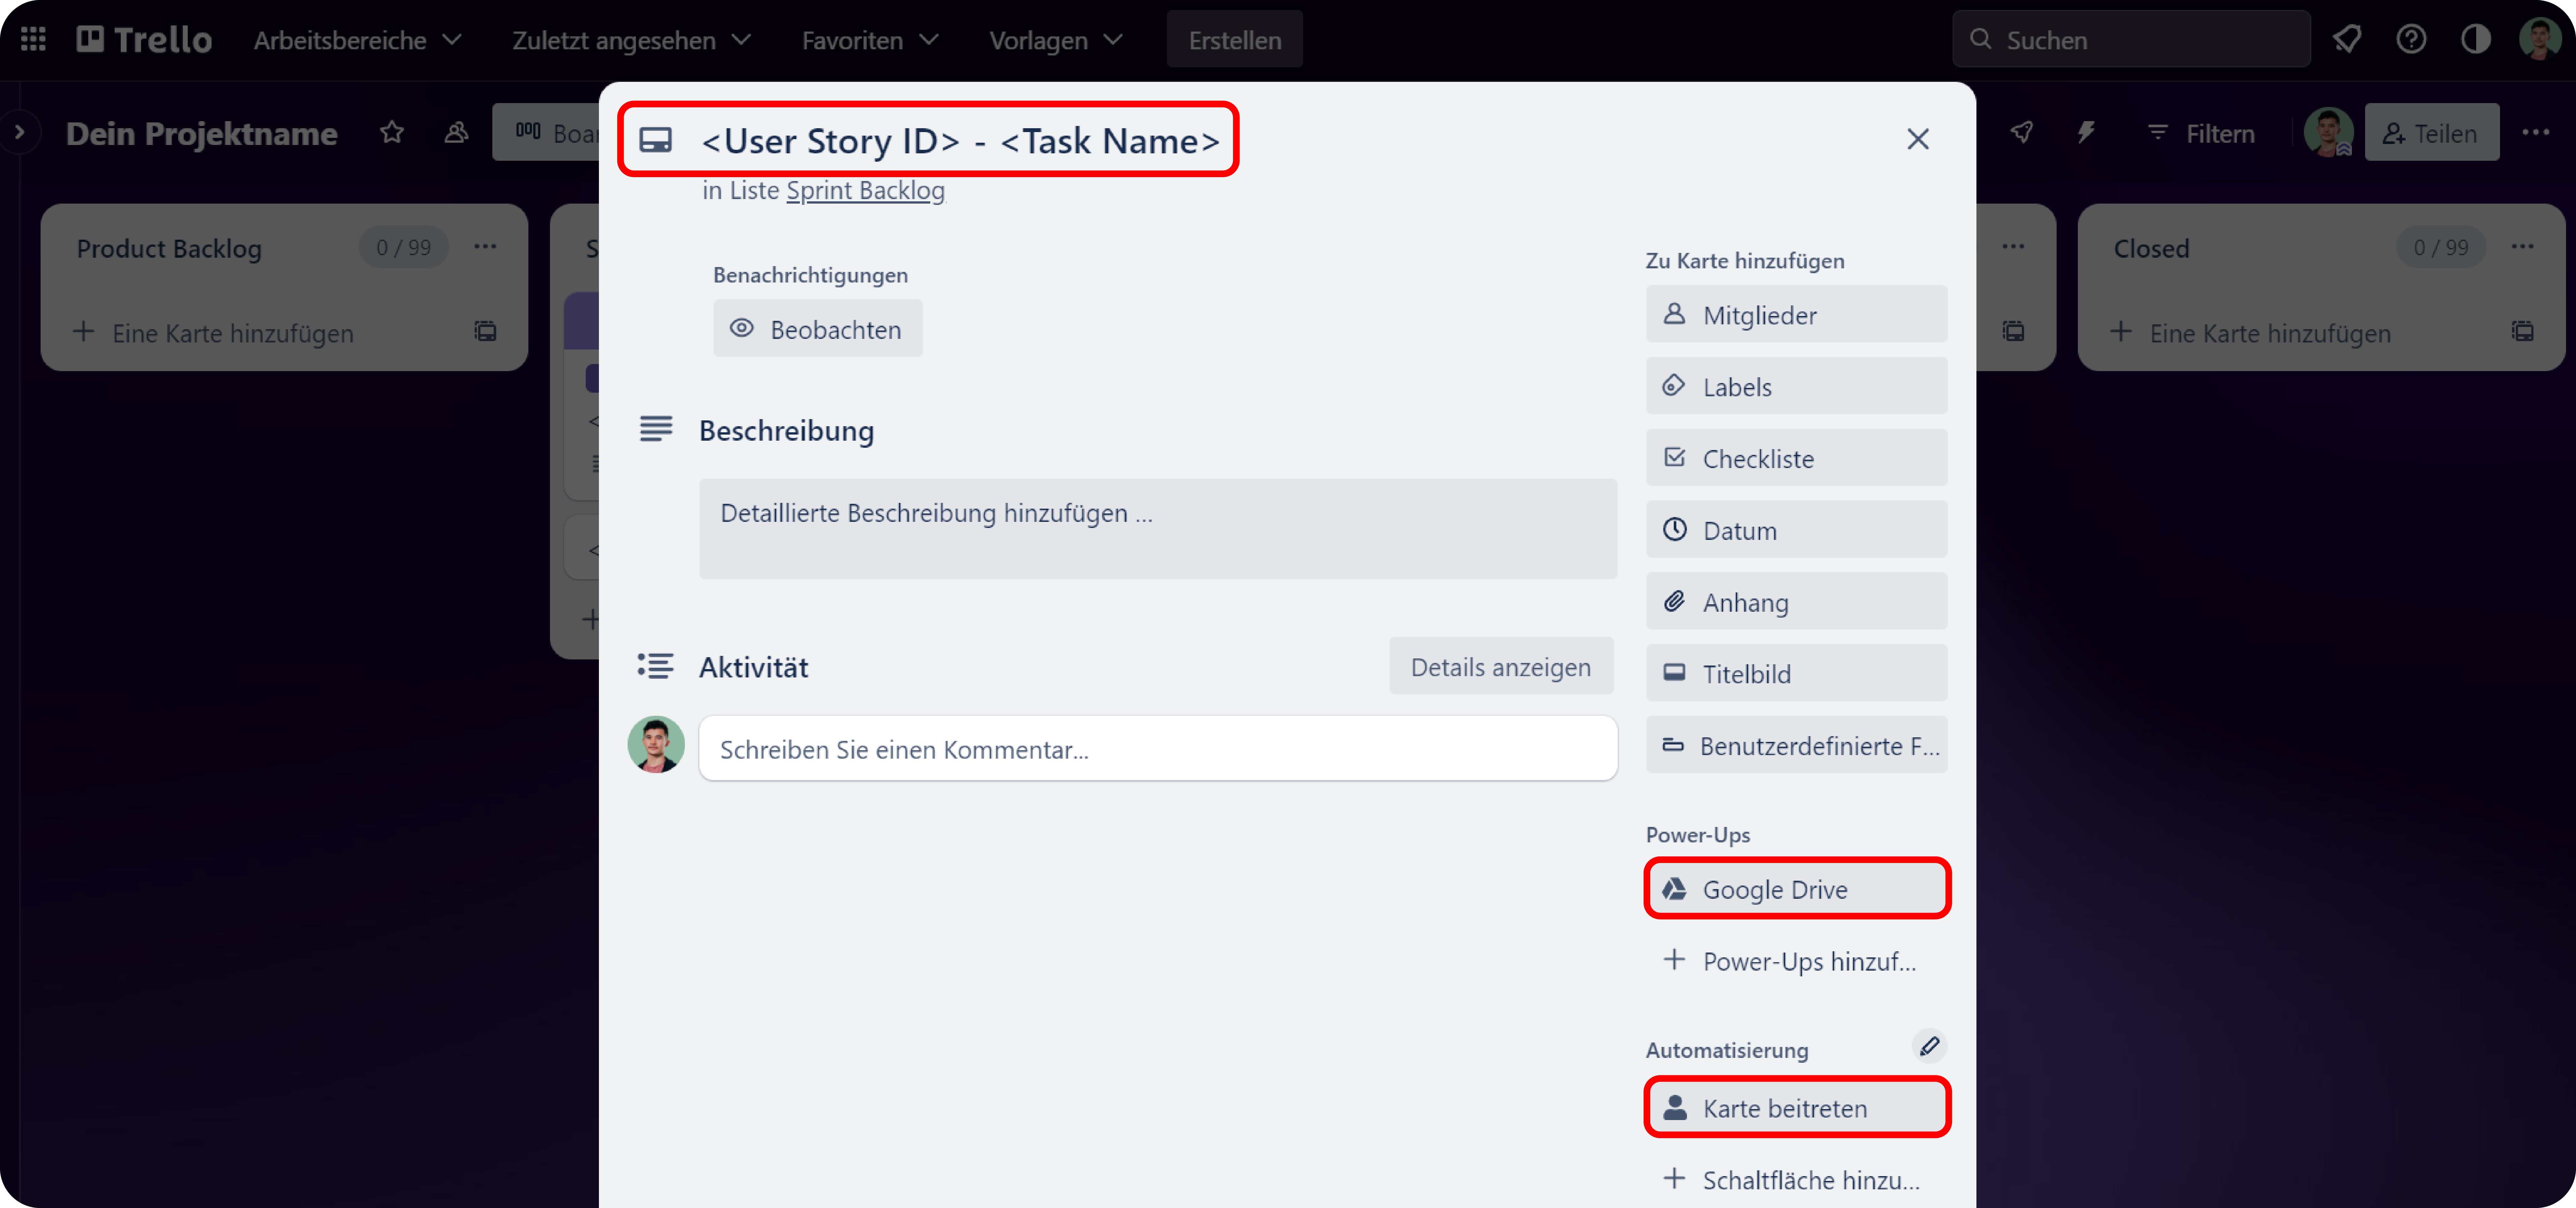 Trello Arbeitsbereiche Zuletzt angesehen Favoriten Vorlagen Erstellen Suchen
Dein Projektname Boar Filtern Teilen
<User Story ID> - <Task Name>
in Liste Sprint Backlog
Product Backlog 0 / 99
Eine Karte hinzufügen
S
<
<
Benachrichtigungen
Beobachten
Beschreibung
Detaillierte Beschreibung hinzufügen ...
Aktivität
Details anzeigen
Schreiben Sie einen Kommentar...
Zu Karte hinzufügen
Mitglieder
Labels
Checkliste
Datum
Anhang
Titelbild
Benutzerdefinierte F...
Power-Ups
Google Drive
Power-Ups hinzuf...
Automatisierung
Karte beitreten
Schaltfläche hinzu...
Closed 0 / 99
Eine Karte hinzufügen